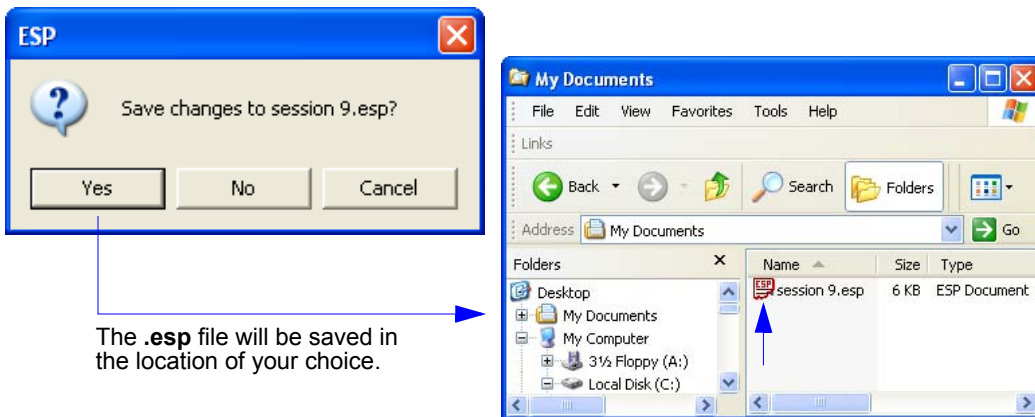 ESP
Save changes to session 9.esp?
Yes No Cancel
The .esp file will be saved in
the location of your choice.
My Documents
File Edit View Favorites Tools Help
Links
Back Search Folders
Address My Documents Go
Folders Name Size Type
Desktop ESP session 9.esp 6 KB ESP Document
My Documents
My Computer
3½ Floppy (A:)
Local Disk (C:)